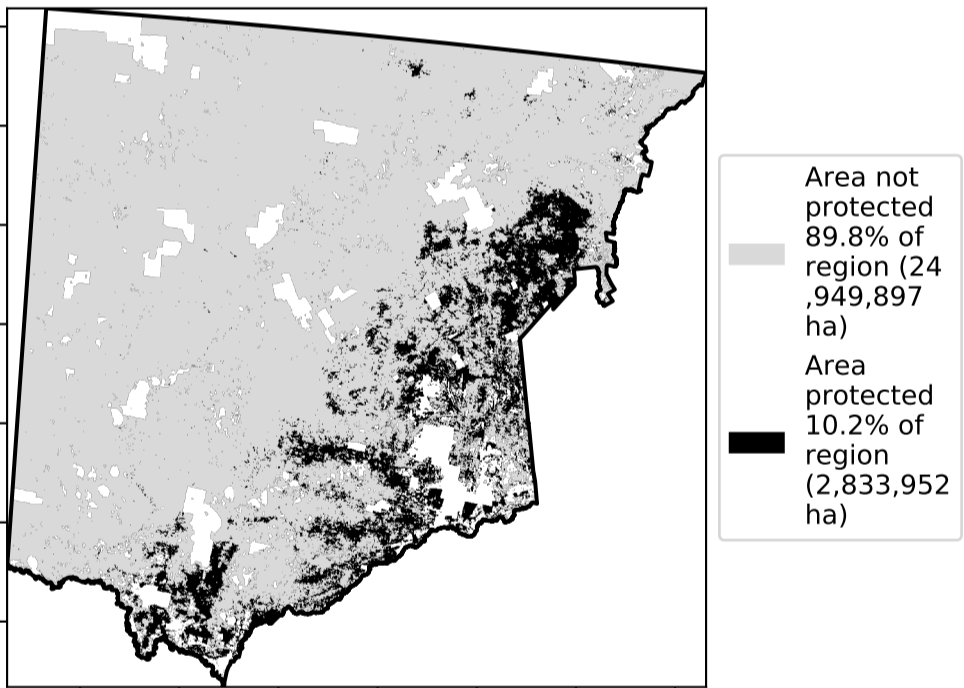 Area not
protected
89.8% of
region (24
,949,897
ha)
Area
protected
10.2% of
region
(2,833,952
ha)